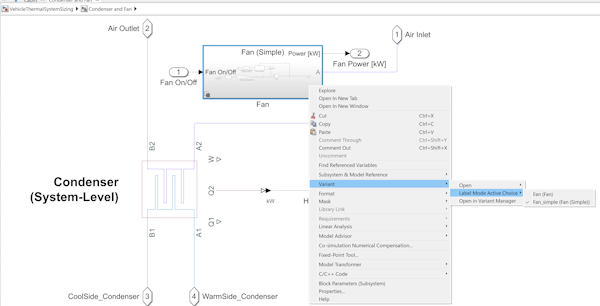 VehicleThermalSystemSizing
Condenser and Fan
Air Outlet
2
Fan (Simple)
Power [kW]
1
Air Inlet
2
Fan Power [kW]
1
Fan On/Off
Fan On/Off
A
Fan
B2
A2
W
Q2
Q1
kW
H
B1
A1
Condenser
(System-Level)
3
CoolSide_Condenser
4
WarmSide_Condenser
Explore
Open In New Tab
Open In New Window
Cut Ctrl+X
Copy Ctrl+C
Paste Ctrl+V
Comment Through Ctrl+Shift+Y
Comment Out: Ctrl+Shift+X
Uncomment
Find Referenced Variables
Subsystem & Model Reference
Variant
Format
Mask
Library Link
Requirements
Linear Analysis
Model Advisor
Co-simulation Numerical Compensation...
Fixed-Point Tool...
Model Transformer
C/C++ Code
Block Parameters (Subsystem)
Properties...
Help
Open
Label Mode Active Choice
Open in Variant Manager
Fan (Fan)
Fan_simple (Fan (Simple))